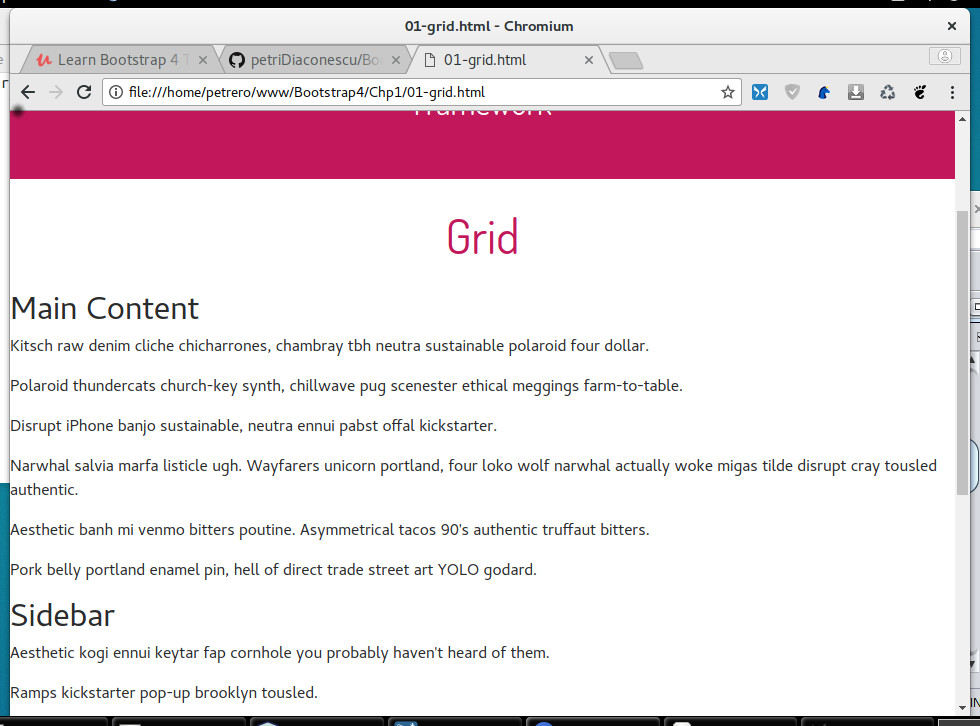 01-grid.html - Chromium
Learn Bootstrap 4 T
petriDiaconescu/Boo
01-grid.html
file:///home/petrero/www/Bootstrap4/Chp1/01-grid.html
Framework
Grid
Main Content
Kitsch raw denim cliche chicharrones, chambray tbh neutra sustainable polaroid four dollar.
Polaroid thundercats church-key synth, chillwave pug scenester ethical meggings farm-to-table.
Disrupt iPhone banjo sustainable, neutra ennui pabst offal kickstarter.
Narwhal salvia marfa listicle ugh. Wayfarers unicorn portland, four loko wolf narwhal actually woke migas tilde disrupt cray tousled
authentic.
Aesthetic banh mi venmo bitters poutine. Asymmetrical tacos 90's authentic truffaut bitters.
Pork belly portland enamel pin, hell of direct trade street art YOLO godard.
Sidebar
Aesthetic kogi ennui keytar fap cornhole you probably haven't heard of them.
Ramps kickstarter pop-up brooklyn tousled.